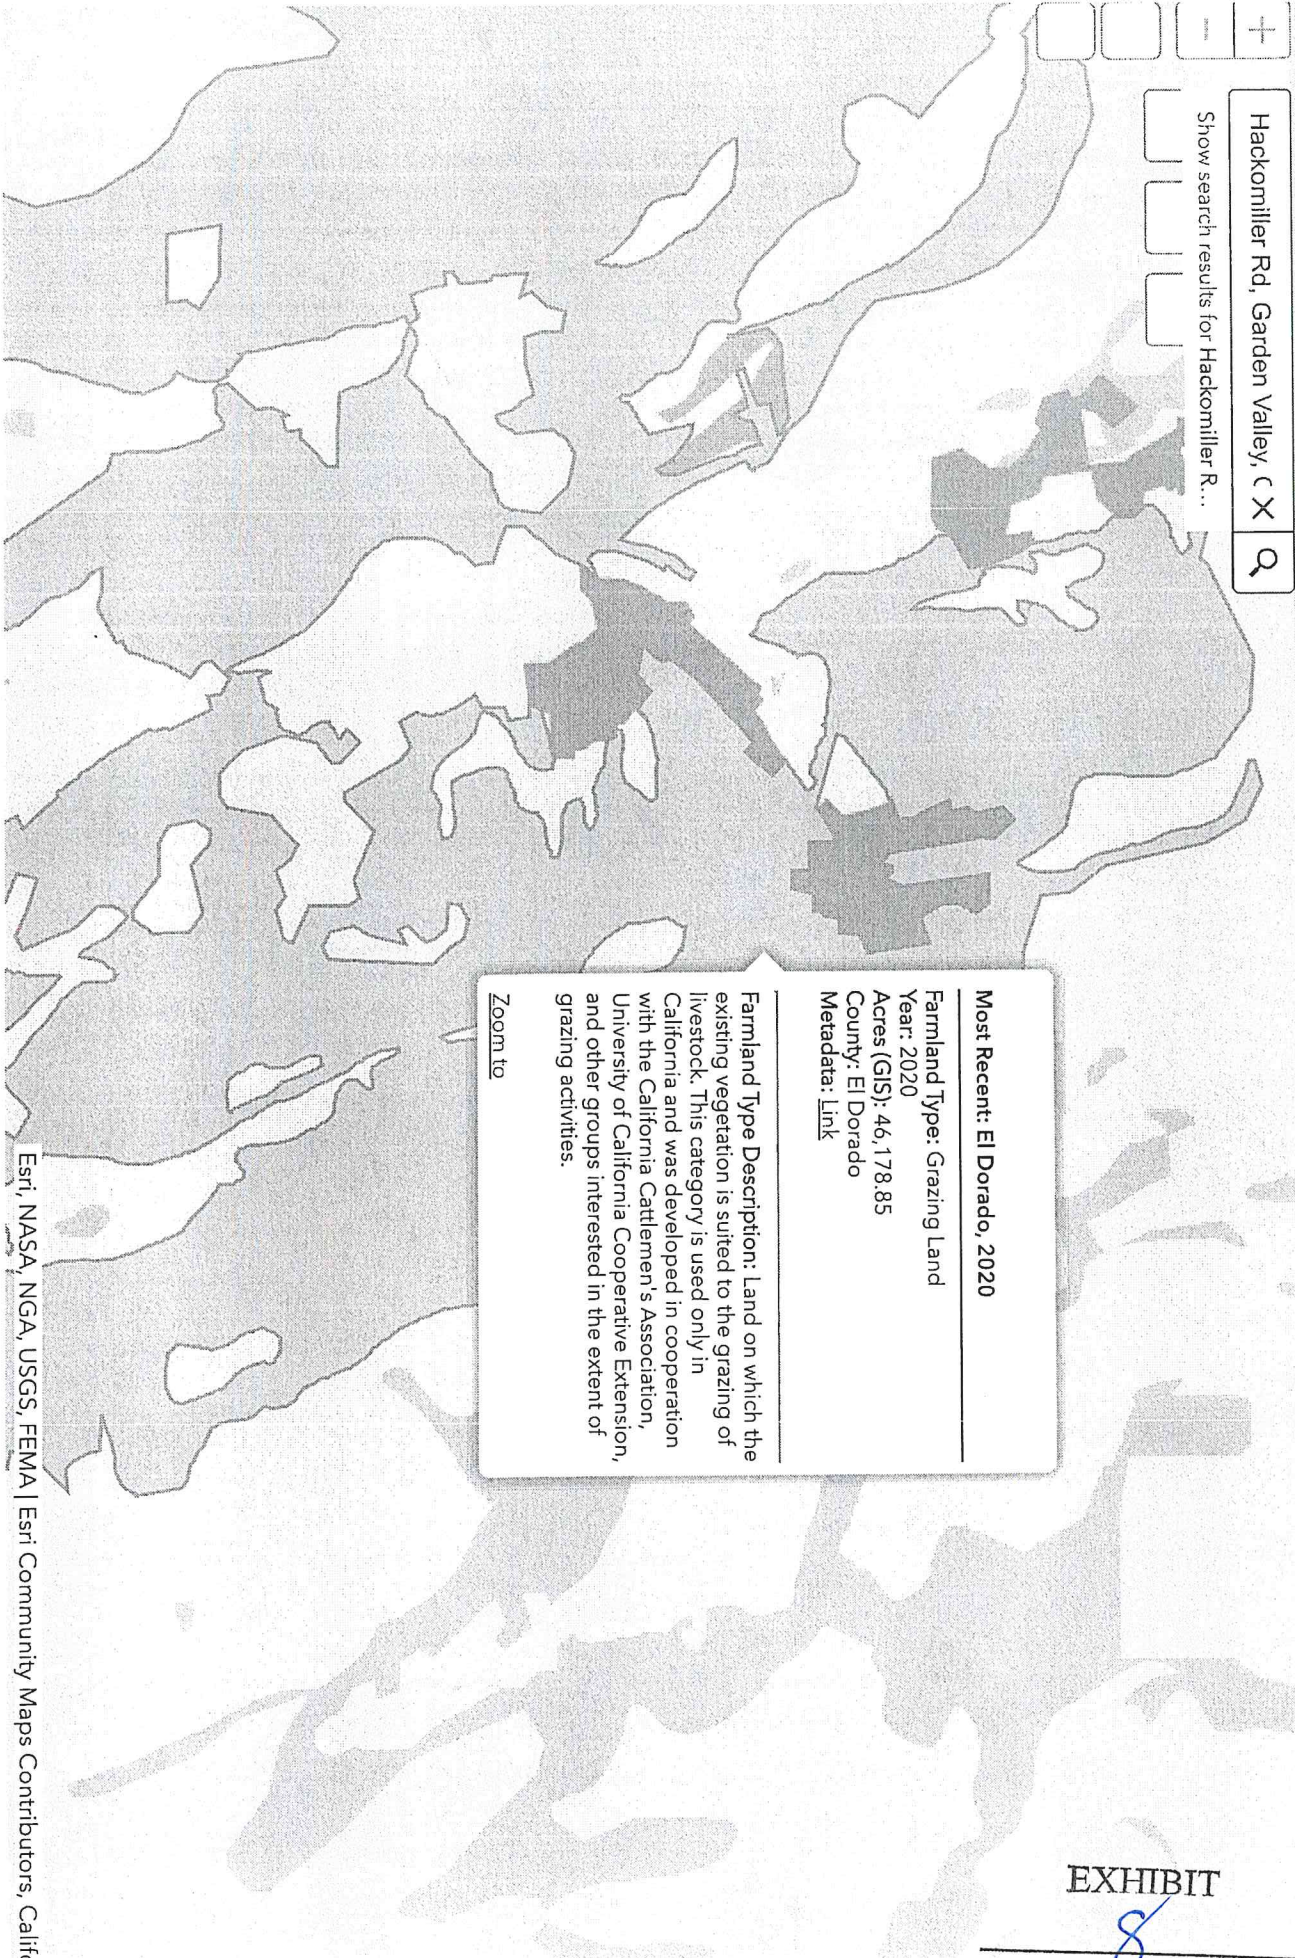 +
−
Hackomiller Rd, Garden Valley, C ×
Show search results for Hackomiller R...
Most Recent: El Dorado, 2020
Farmland Type: Grazing Land
Year: 2020
Acres (GIS): 46,178.85
County: El Dorado
Metadata: Link
Farmland Type Description: Land on which the
existing vegetation is suited to the grazing of
livestock. This category is used only in
California and was developed in cooperation
with the California Cattlemen's Association,
University of California Cooperative Extension,
and other groups interested in the extent of
grazing activities.
Zoom to
Esri, NASA, NGA, USGS, FEMA | Esri Community Maps Contributors, Califo
EXHIBIT
8